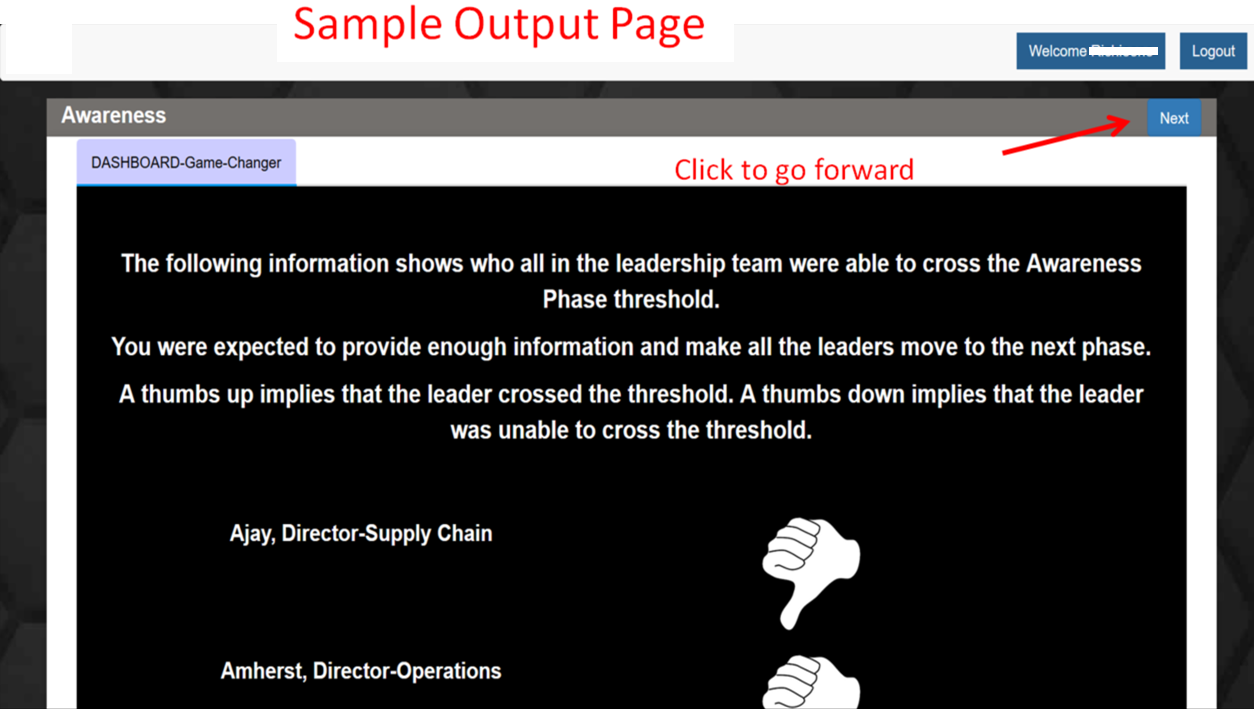 Sample Output Page
Welcome
Logout
Awareness
Next
DASHBOARD-Game-Changer
Click to go forward
The following information shows who all in the leadership team were able to cross the Awareness
Phase threshold.
You were expected to provide enough information and make all the leaders move to the next phase.
A thumbs up implies that the leader crossed the threshold. A thumbs down implies that the leader
was unable to cross the threshold.
Ajay, Director-Supply Chain
Amherst, Director-Operations